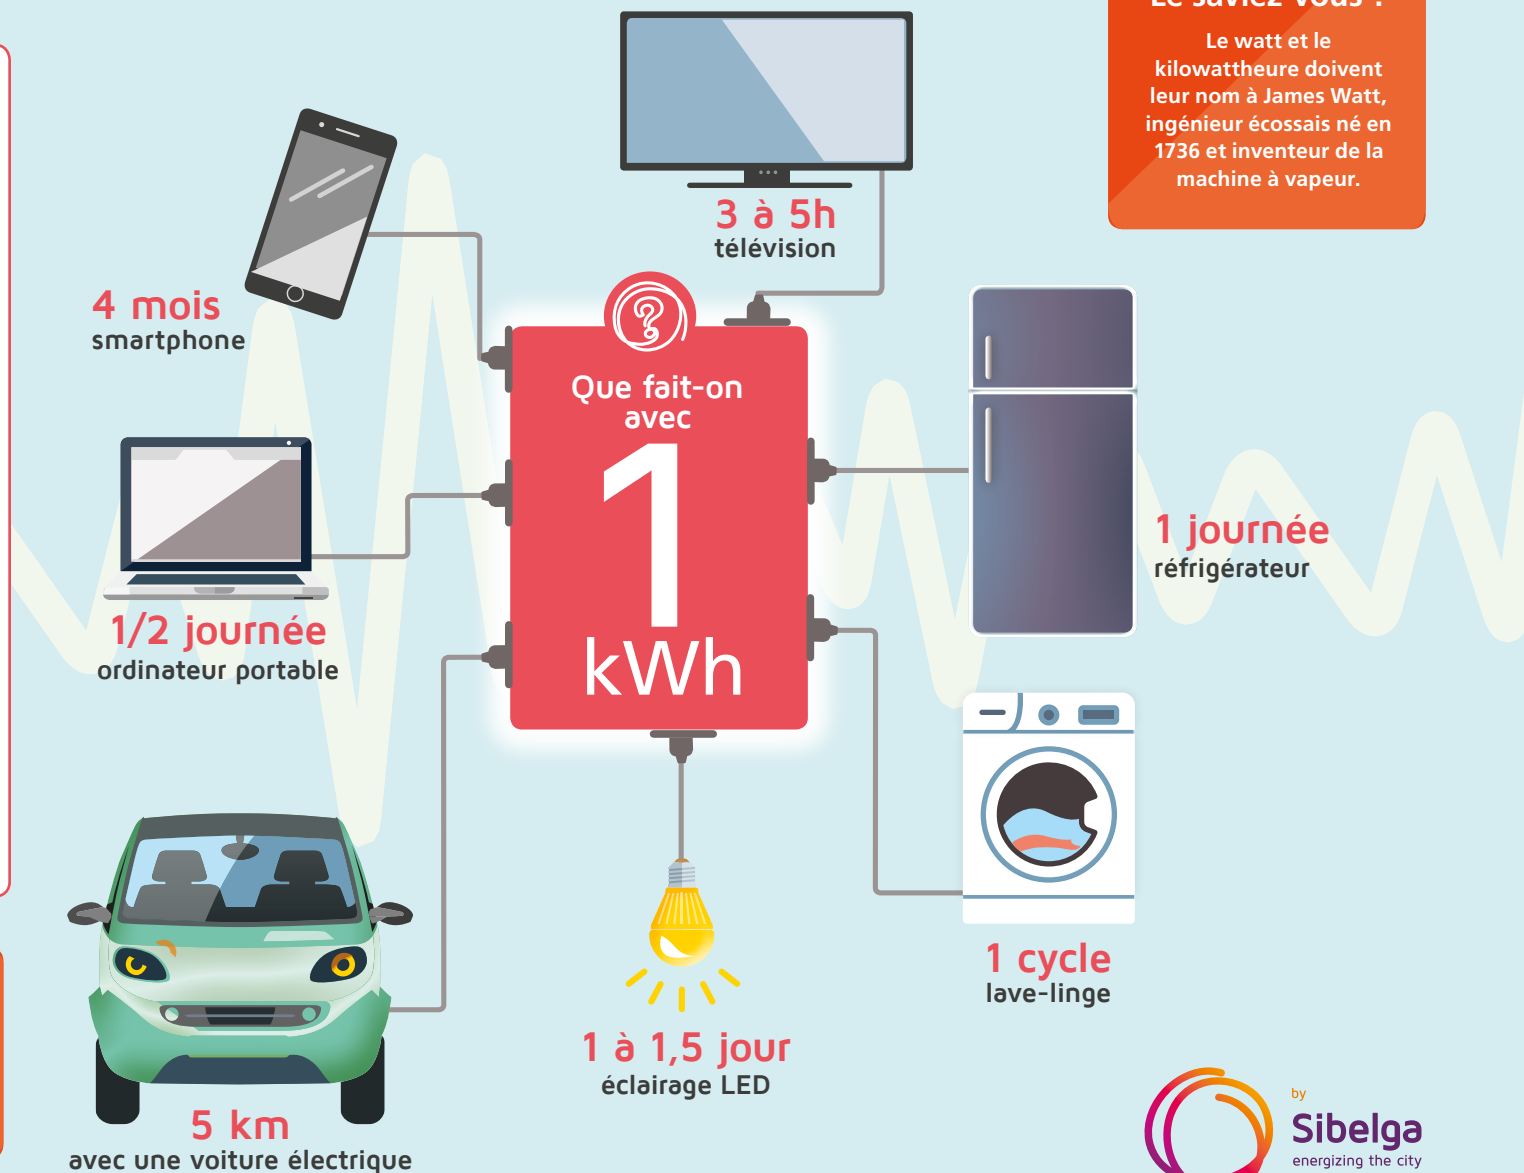 Le saviez-vous ?
Le watt et le
kilowattheure doivent
leur nom à James Watt,
ingénieur écossais né en
1736 et inventeur de la
machine à vapeur.
3 à 5h
télévision
4 mois
smartphone
?
Que fait-on
avec
1
kWh
1 journée
réfrigérateur
1/2 journée
ordinateur portable
1 cycle
lave-linge
1 à 1,5 jour
éclairage LED
5 km
avec une voiture électrique
by
Sibelga
energizing the city